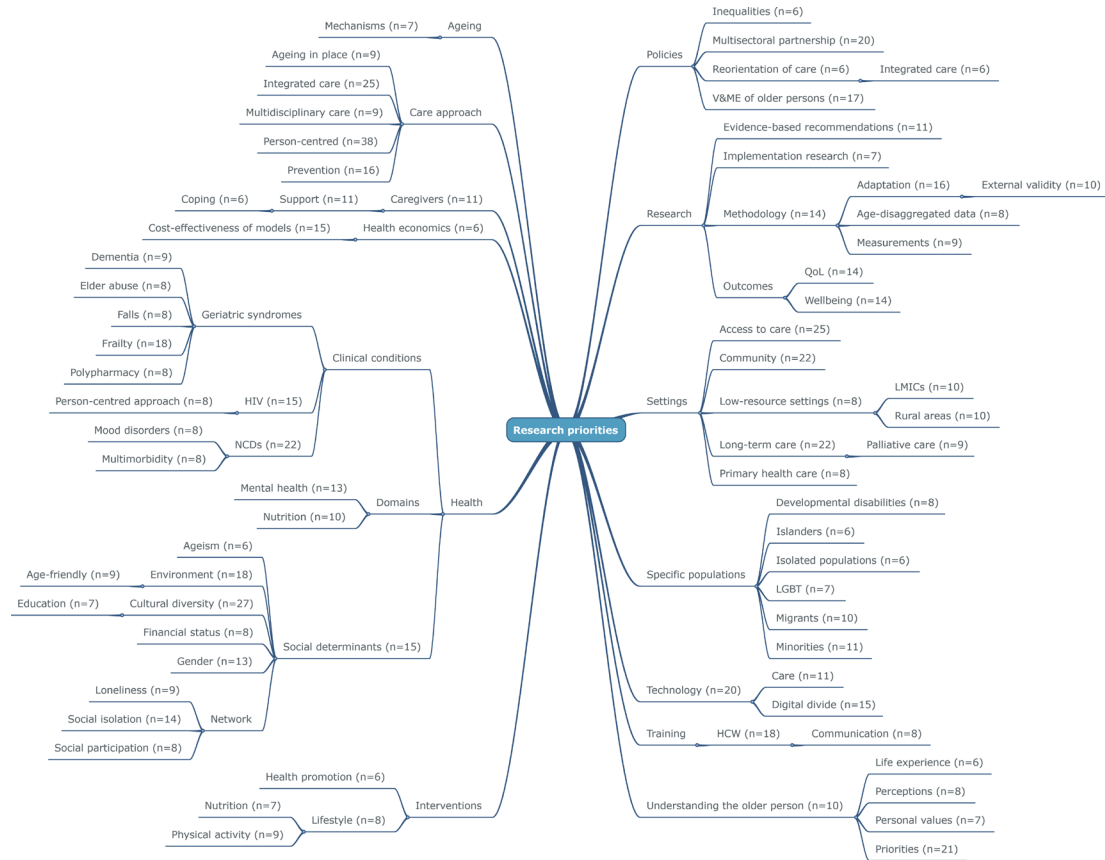 Research priorities
Ageing
Mechanisms (n=7)
Care approach
Ageing in place (n=9)
Integrated care (n=25)
Multidisciplinary care (n=9)
Person-centred (n=38)
Prevention (n=16)
Caregivers (n=11)
Support (n=11)
Coping (n=6)
Health economics (n=6)
Cost-effectiveness of models (n=15)
Health
Clinical conditions
Geriatric syndromes
Dementia (n=9)
Elder abuse (n=8)
Falls (n=8)
Frailty (n=18)
Polypharmacy (n=8)
HIV (n=15)
Person-centred approach (n=8)
NCDs (n=22)
Mood disorders (n=8)
Multimorbidity (n=8)
Domains
Mental health (n=13)
Nutrition (n=10)
Social determinants (n=15)
Ageism (n=6)
Environment (n=18)
Age-friendly (n=9)
Cultural diversity (n=27)
Education (n=7)
Financial status (n=8)
Gender (n=13)
Network
Loneliness (n=9)
Social isolation (n=14)
Social participation (n=8)
Interventions
Health promotion (n=6)
Lifestyle (n=8)
Nutrition (n=7)
Physical activity (n=9)
Policies
Inequalities (n=6)
Multisectoral partnership (n=20)
Reorientation of care (n=6)
Integrated care (n=6)
V&ME of older persons (n=17)
Research
Evidence-based recommendations (n=11)
Implementation research (n=7)
Methodology (n=14)
Adaptation (n=16)
External validity (n=10)
Age-disaggregated data (n=8)
Measurements (n=9)
Outcomes
QoL (n=14)
Wellbeing (n=14)
Settings
Access to care (n=25)
Community (n=22)
Low-resource settings (n=8)
LMICs (n=10)
Rural areas (n=10)
Long-term care (n=22)
Palliative care (n=9)
Primary health care (n=8)
Specific populations
Developmental disabilities (n=8)
Islanders (n=6)
Isolated populations (n=6)
LGBT (n=7)
Migrants (n=10)
Minorities (n=11)
Technology (n=20)
Care (n=11)
Digital divide (n=15)
Training
HCW (n=18)
Communication (n=8)
Understanding the older person (n=10)
Life experience (n=6)
Perceptions (n=8)
Personal values (n=7)
Priorities (n=21)